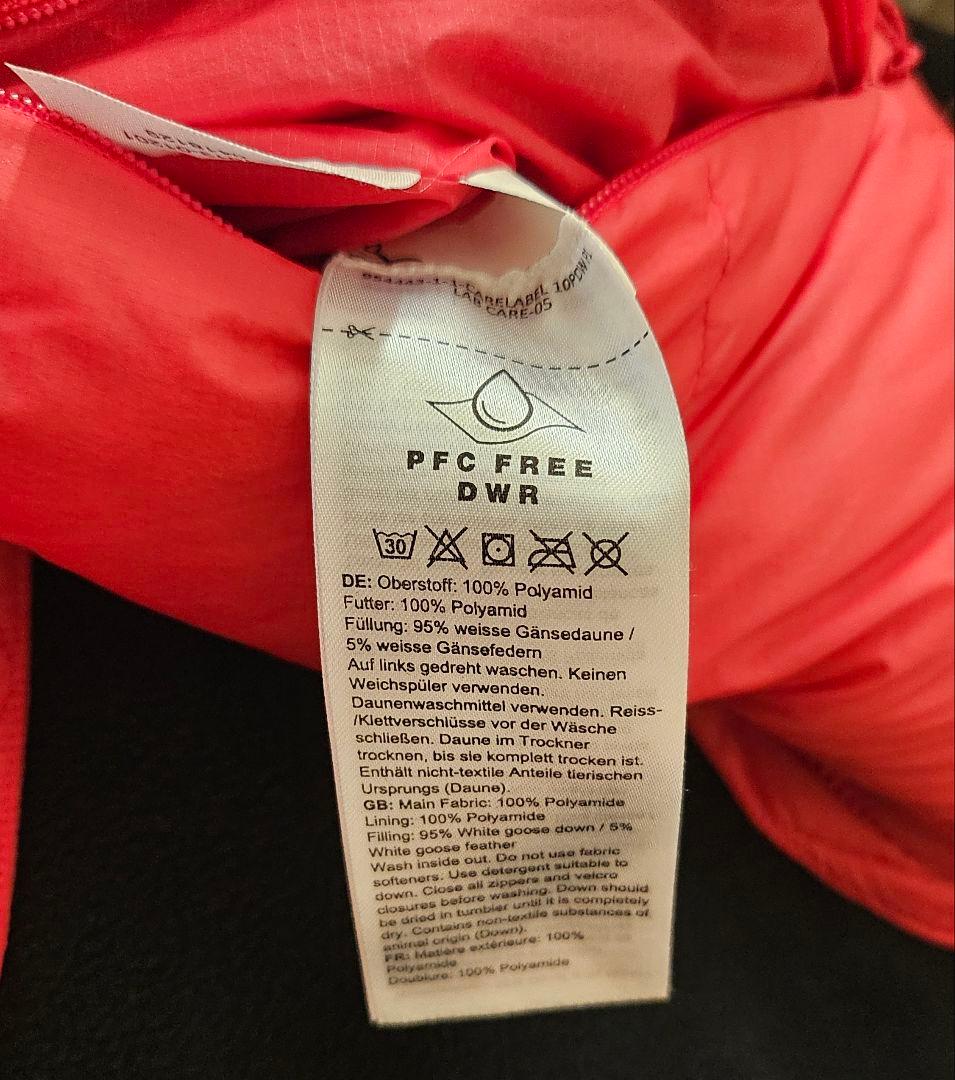 1-CARELABEL 10PDW
LAB CARE-05
PFC FREE
DWR
30
DE: Oberstoff: 100% Polyamid
Futter: 100% Polyamid
Füllung: 95% weisse Gänsedaune /
5% weisse Gänsefedern
Auf links gedreht waschen. Keinen
Weichspüler verwenden.
Daunenwaschmittel verwenden. Reiss-
/Klettverschlüsse vor der Wäsche
schließen. Daune im Trockner
trocknen, bis sie komplett trocken ist.
Enthält nicht-textile Anteile tierischen
Ursprungs (Daune).
GB: Main Fabric: 100% Polyamide
Lining: 100% Polyamide
Filling: 95% White goose down / 5%
White goose feather
Wash inside out. Do not use fabric
softeners. Use detergent suitable to
down. Close all zippers and velcro
closures before washing. Down should
be dried in tumbler until it is completely
dry. Contains non-textile substances of
animal origin (Down).
FR: Matière extérieure: 100%
Polyamide
Doublure: 100% Polyamide